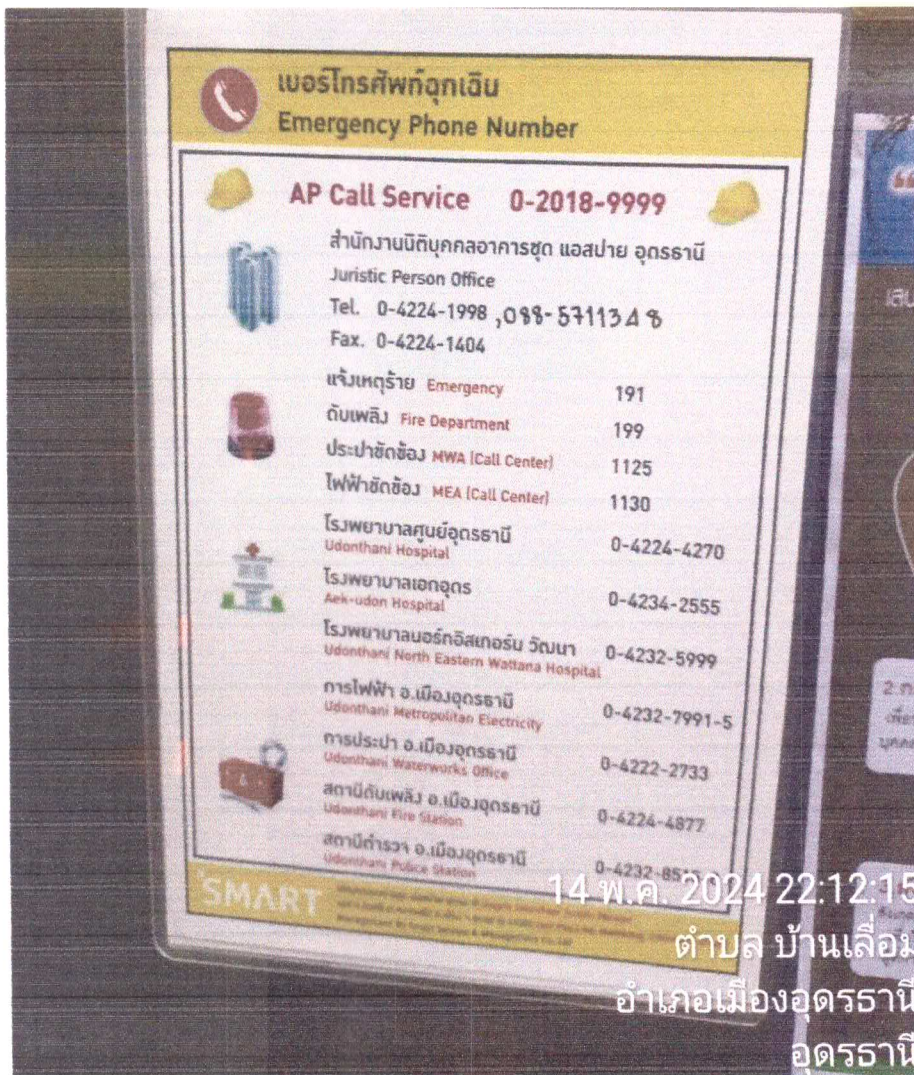 เบอร์โทรศัพท์ฉุกเฉิน
Emergency Phone Number
AP Call Service 0-2018-9999
สำนักงานนิติบุคคลอาคารชุด แอสปาย อุดรธานี
Juristic Person Office
Tel. 0-4224-1998 ,088-5711348
Fax. 0-4224-1404
แจ้งเหตุร้าย Emergency 191
ดับเพลิง Fire Department 199
ประปาขัดข้อง MWA (Call Center) 1125
ไฟฟ้าขัดข้อง MEA (Call Center) 1130
โรงพยาบาลศูนย์อุดรธานี 0-4224-4270
Udonthani Hospital
โรงพยาบาลเอกอุดร 0-4234-2555
Aek-udon Hospital
โรงพยาบาลนอร์ทอีสเทอร์น วัฒนา 0-4232-5999
Udonthani North Eastern Wattana Hospital
การไฟฟ้า อ.เมืองอุดรธานี 0-4232-7991-5
Udonthani Metropolitan Electricity
การประปา อ.เมืองอุดรธานี 0-4222-2733
Udonthani Waterworks Office
สถานีดับเพลิง อ.เมืองอุดรธานี 0-4224-4877
Udonthani Fire Station
สถานีตำรวจ อ.เมืองอุดรธานี
Udonthani Police Station
SMART
14 พ.ค. 2024 22:12:15
ตำบล บ้านเลื่อม
อำเภอเมืองอุดรธานี
อุดรธานี